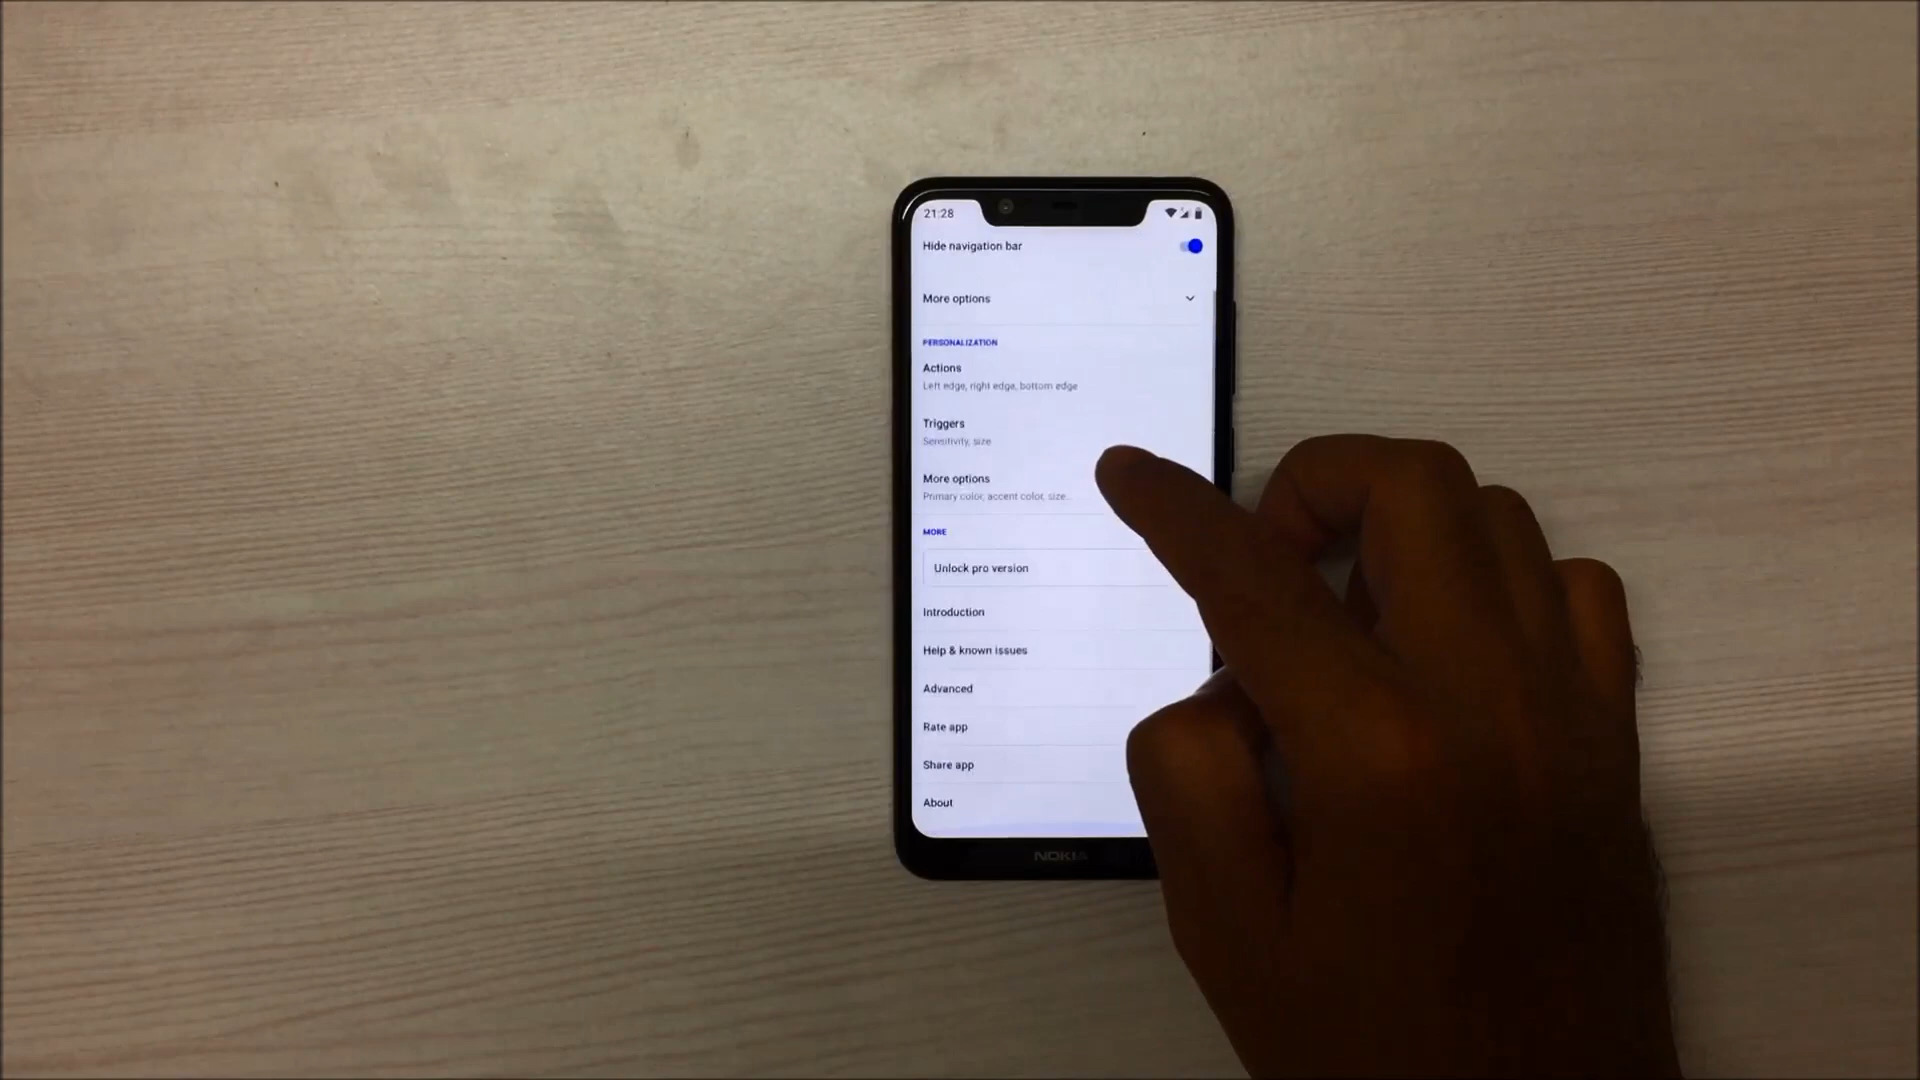 21:28
Hide navigation bar
More options
PERSONALIZATION
Actions
Left edge, right edge, bottom edge
Triggers
Sensitivity, size
More options
Primary color, accent color, size...
MORE
Unlock pro version
Introduction
Help & known issues
Advanced
Rate app
Share app
About
NOKIA